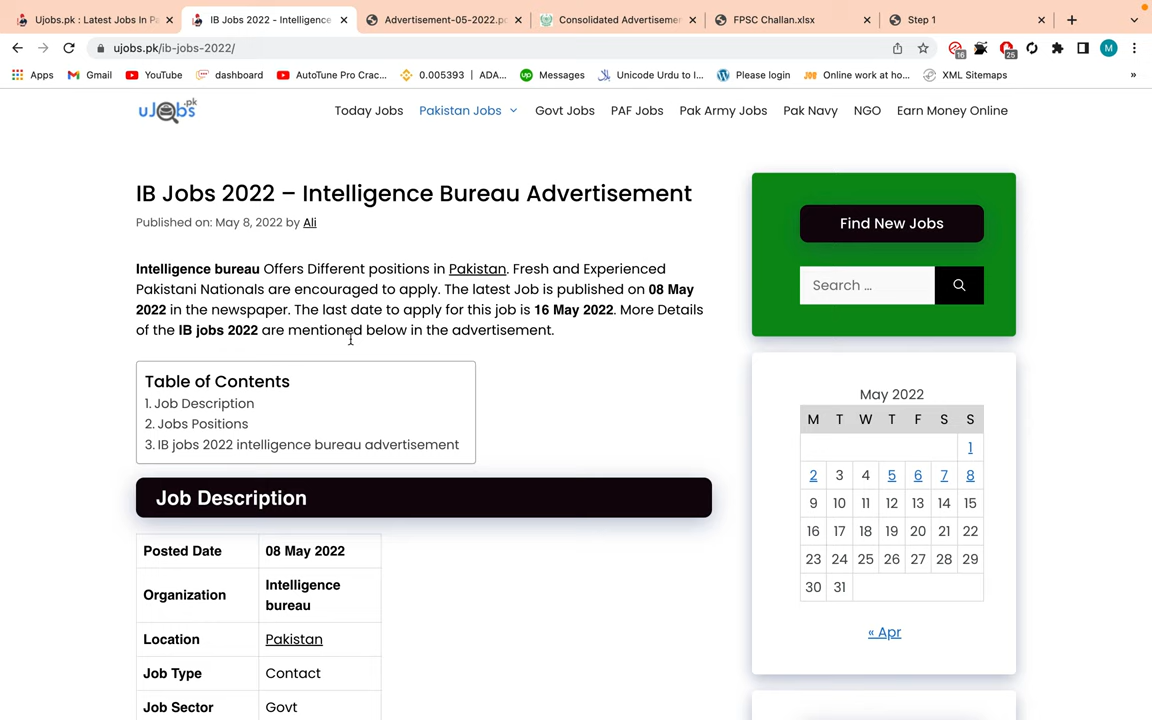 Ujobs.pk : Latest Jobs In Pa
IB Jobs 2022 - Intelligence
Advertisement-05-2022.p
Consolidated Advertisemer
FPSC Challan.xlsx
Step 1
ujobs.pk/ib-jobs-2022/
16
25
M
Apps
Gmail
YouTube
dashboard
AutoTune Pro Crac...
0.005393 | ADA...
Messages
Unicode Urdu to I...
Please login
Online work at ho...
XML Sitemaps
»
uJobs.pk
Today Jobs
Pakistan Jobs
Govt Jobs
PAF Jobs
Pak Army Jobs
Pak Navy
NGO
Earn Money Online
IB Jobs 2022 – Intelligence Bureau Advertisement
Published on: May 8, 2022 by Ali
Intelligence bureau Offers Different positions in Pakistan. Fresh and Experienced
Pakistani Nationals are encouraged to apply. The latest Job is published on 08 May
2022 in the newspaper. The last date to apply for this job is 16 May 2022. More Details
of the IB jobs 2022 are mentioned below in the advertisement.
Table of Contents
1. Job Description
2. Jobs Positions
3. IB jobs 2022 intelligence bureau advertisement
Job Description
Posted Date 08 May 2022
Organization Intelligence
bureau
Location Pakistan
Job Type Contact
Job Sector Govt
Find New Jobs
Search ...
May 2022
M T W T F S S
1
2 3 4 5 6 7 8
9 10 11 12 13 14 15
16 17 18 19 20 21 22
23 24 25 26 27 28 29
30 31
« Apr